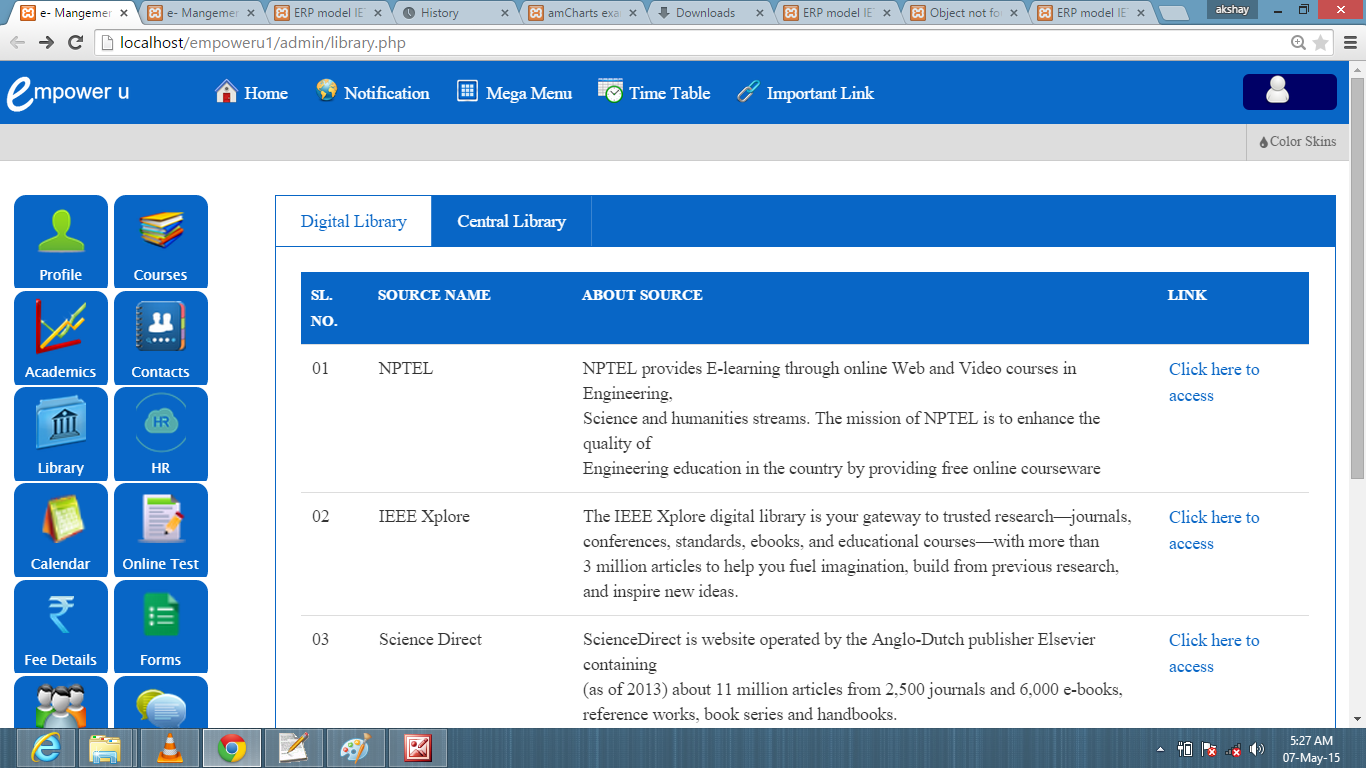 e- Mangemen
e- Mangemen
ERP model IE
History
amCharts exa
Downloads
ERP model IE
Object not fo
ERP model IE
akshay
localhost/empoweru1/admin/library.php
empower u
Home
Notification
Mega Menu
Time Table
Important Link
Color Skins
Profile
Courses
Academics
Contacts
Library
HR
HR
Calendar
Online Test
Fee Details
Forms
Digital Library
Central Library
SL. NO.
SOURCE NAME
ABOUT SOURCE
LINK
01
NPTEL
NPTEL provides E-learning through online Web and Video courses in
Engineering,
Science and humanities streams. The mission of NPTEL is to enhance the
quality of
Engineering education in the country by providing free online courseware
Click here to
access
02
IEEE Xplore
The IEEE Xplore digital library is your gateway to trusted research—journals,
conferences, standards, ebooks, and educational courses—with more than
3 million articles to help you fuel imagination, build from previous research,
and inspire new ideas.
Click here to
access
03
Science Direct
ScienceDirect is website operated by the Anglo-Dutch publisher Elsevier
containing
(as of 2013) about 11 million articles from 2,500 journals and 6,000 e-books,
reference works, book series and handbooks.
Click here to
access
5:27 AM
07-May-15